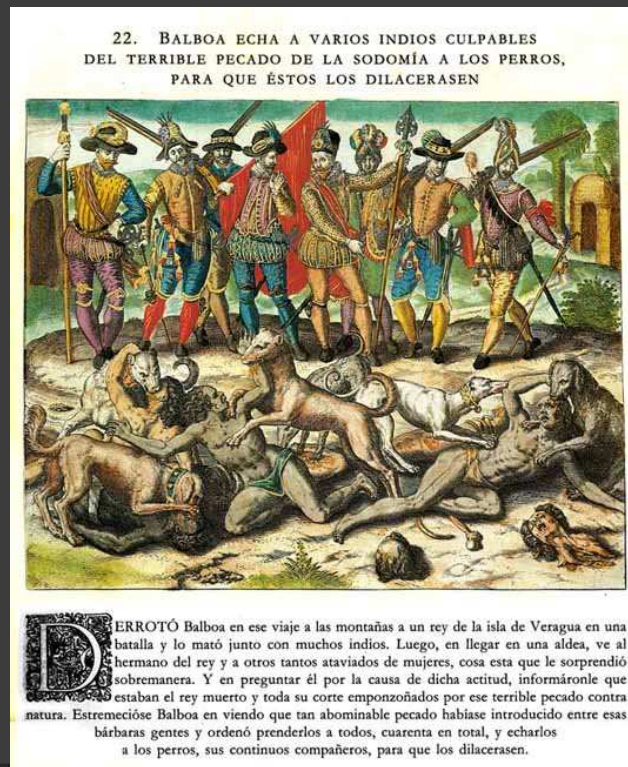 22. BALBOA ECHA A VARIOS INDIOS CULPABLES
DEL TERRIBLE PECADO DE LA SODOMÍA A LOS PERROS,
PARA QUE ÉSTOS LOS DILACERASEN
DERROTÓ Balboa en ese viaje a las montañas a un rey de la isla de Veragua en una
batalla y lo mató junto con muchos indios. Luego, en llegar en una aldea, ve al
hermano del rey y a otros tantos ataviados de mujeres, cosa esta que le sorprendió
sobremanera. Y en preguntar él por la causa de dicha actitud, informáronle que
estaban el rey muerto y toda su corte emponzoñados por ese terrible pecado contra
natura. Estremecióse Balboa en viendo que tan abominable pecado habíase introducido entre esas
bárbaras gentes y ordenó prenderlos a todos, cuarenta en total, y echarlos
a los perros, sus continuos compañeros, para que los dilacerasen.